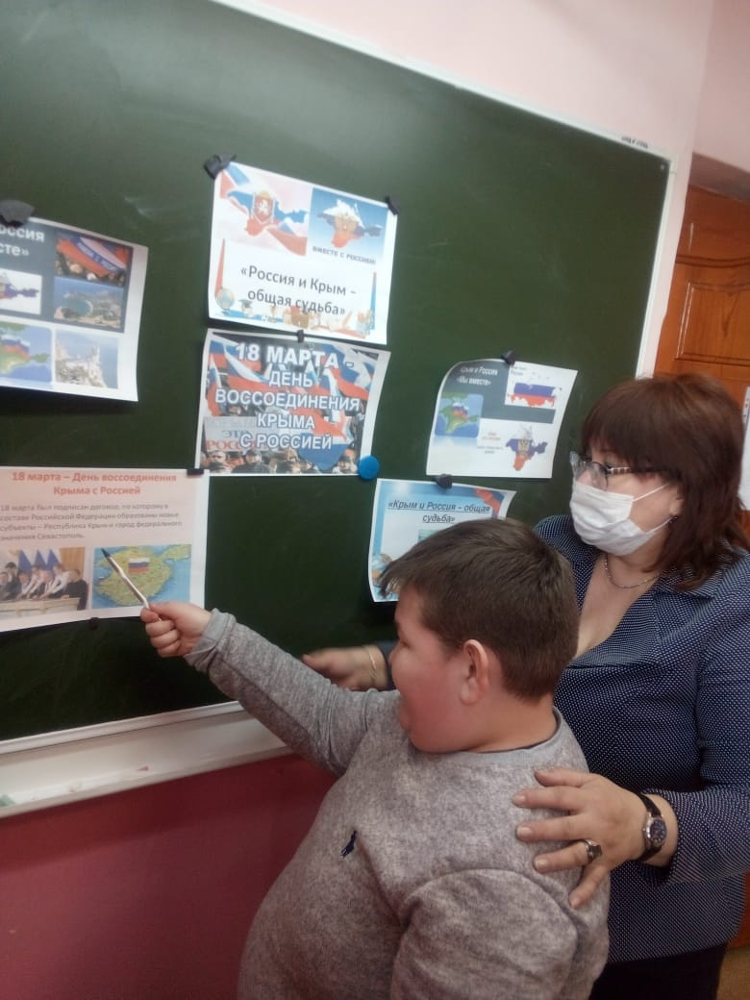 оссия
сте»
ВМЕСТЕ С РОССИЕЙ!
«Россия и Крым –
общая судьба»
18 МАРТА –
ДЕНЬ
ВОССОЕДИНЕНИЯ
КРЫМА
С РОССИЕЙ
Крым и Россия
«Мы вместе»
18 марта – День воссоединения
Крыма с Россией
18 марта был подписан договор, по которому в
составе Российской Федерации образованы новые
субъекты – Республика Крым и город федерального
значения Севастополь.
«Крым и Россия – общая
судьба»